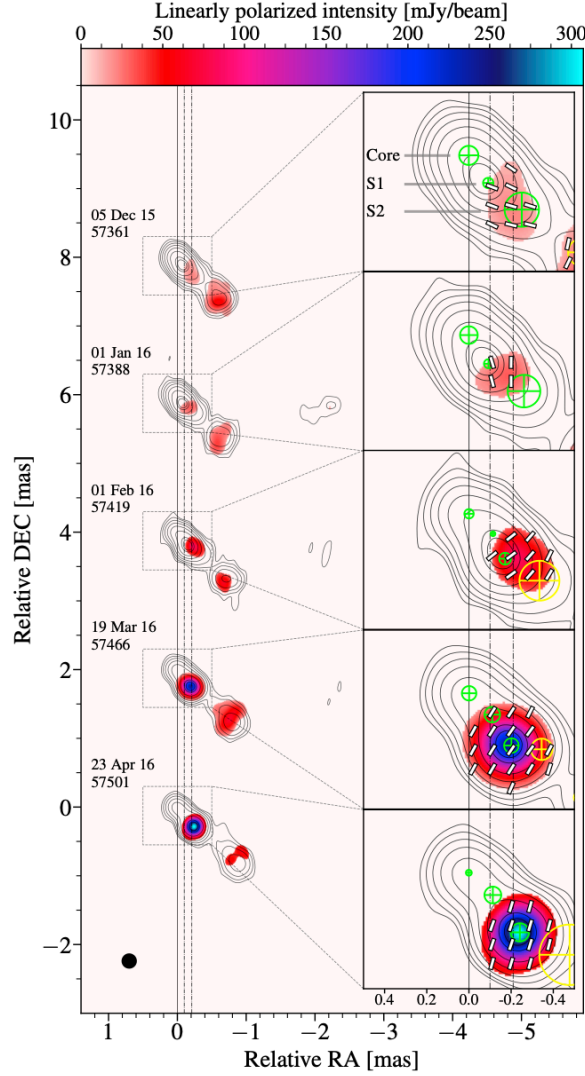 Linearly polarized intensity [mJy/beam]
0 50 100 150 200 250 300
10
8
6
4
2
0
−2
Relative DEC [mas]
05 Dec 15
57361
01 Jan 16
57388
01 Feb 16
57419
19 Mar 16
57466
23 Apr 16
57501
Core
S1
S2
0.4 0.2 0.0 -0.2 -0.4
1 0 −1 −2 −3 −4 −5
Relative RA [mas]